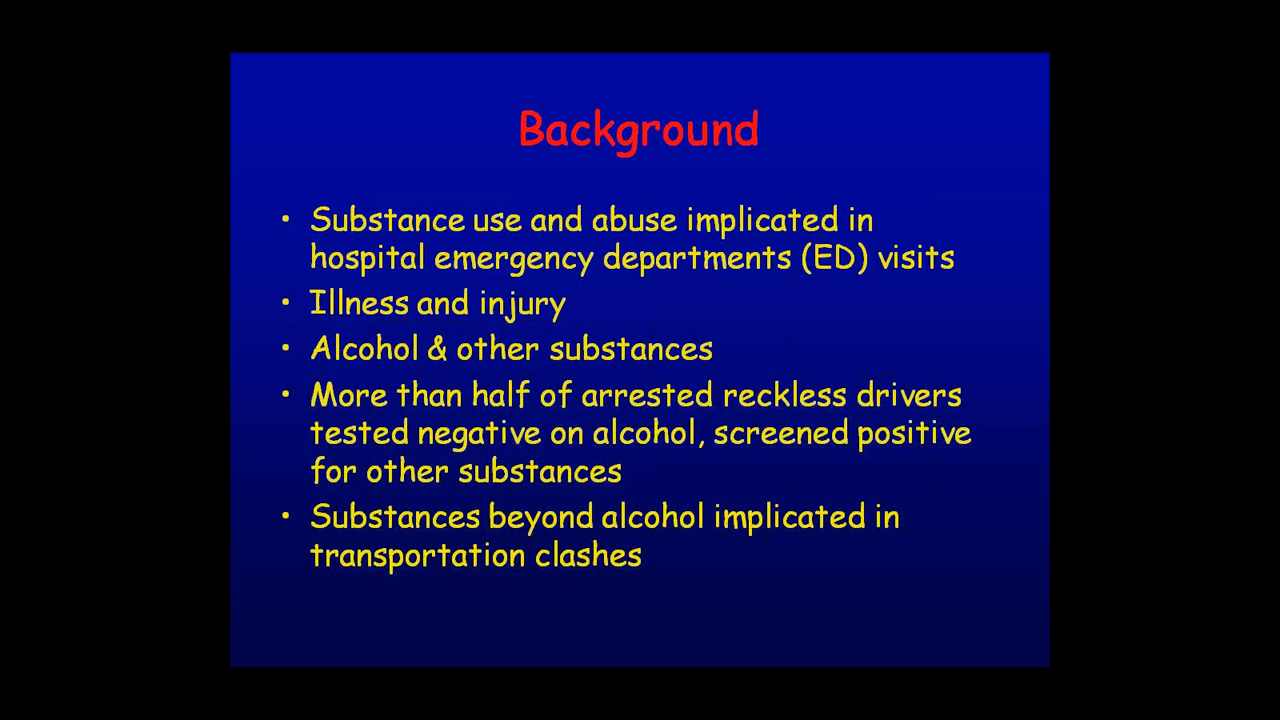 Background
• Substance use and abuse implicated in
hospital emergency departments (ED) visits
• Illness and injury
• Alcohol & other substances
• More than half of arrested reckless drivers
tested negative on alcohol, screened positive
for other substances
• Substances beyond alcohol implicated in
transportation clashes